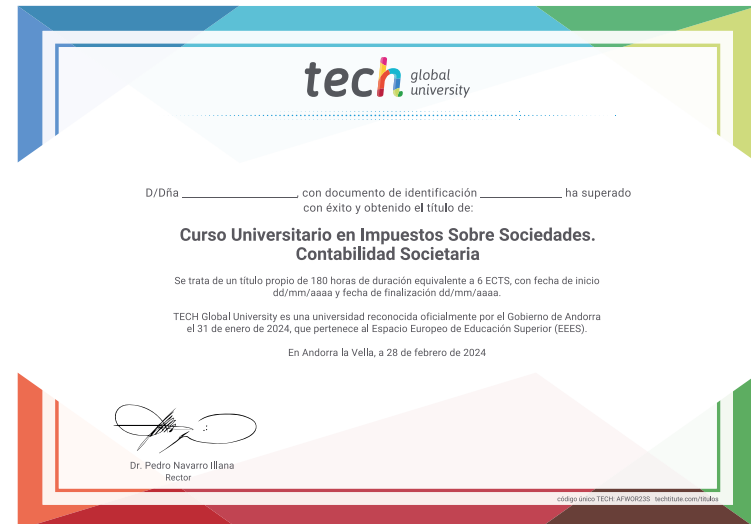 tech global university
D/Dña ____________________, con documento de identificación ______________ ha superado
con éxito y obtenido el título de:
Curso Universitario en Impuestos Sobre Sociedades.
Contabilidad Societaria
Se trata de un título propio de 180 horas de duración equivalente a 6 ECTS, con fecha de inicio
dd/mm/aaaa y fecha de finalización dd/mm/aaaa.
TECH Global University es una universidad reconocida oficialmente por el Gobierno de Andorra
el 31 de enero de 2024, que pertenece al Espacio Europeo de Educación Superior (EEES).
En Andorra la Vella, a 28 de febrero de 2024
Dr. Pedro Navarro Illana
Rector
código único TECH: AFWOR23S techtitute.com/titulos